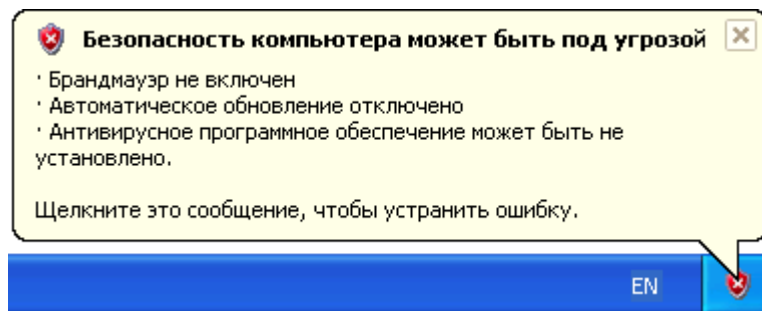 Безопасность компьютера может быть под угрозой
· Брандмауэр не включен
· Автоматическое обновление отключено
· Антивирусное программное обеспечение может быть не
установлено.
Щелкните это сообщение, чтобы устранить ошибку.
EN